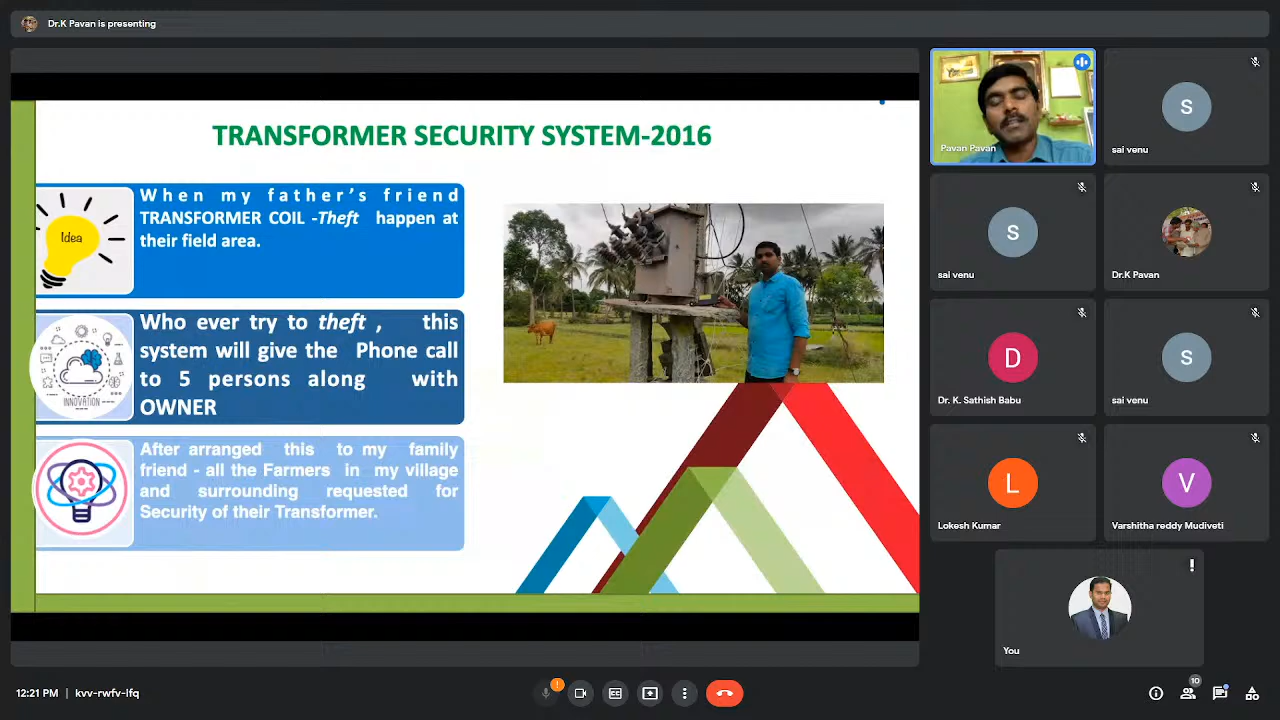 Dr.K Pavan is presenting
TRANSFORMER SECURITY SYSTEM-2016
Idea
When my father's friend
TRANSFORMER COIL -Theft happen at
their field area.
INNOVATION
Who ever try to theft , this
system will give the Phone call
to 5 persons along with
OWNER
After arranged this to my family
friend - all the Farmers in my village
and surrounding requested for
Security of their Transformer.
Pavan Pavan
S
sai venu
S
sai venu
Dr.K Pavan
D
Dr. K. Sathish Babu
S
sai venu
L
Lokesh Kumar
V
Varshitha reddy Mudiveti
You
12:21 PM | kvv-rwfv-lfq
10